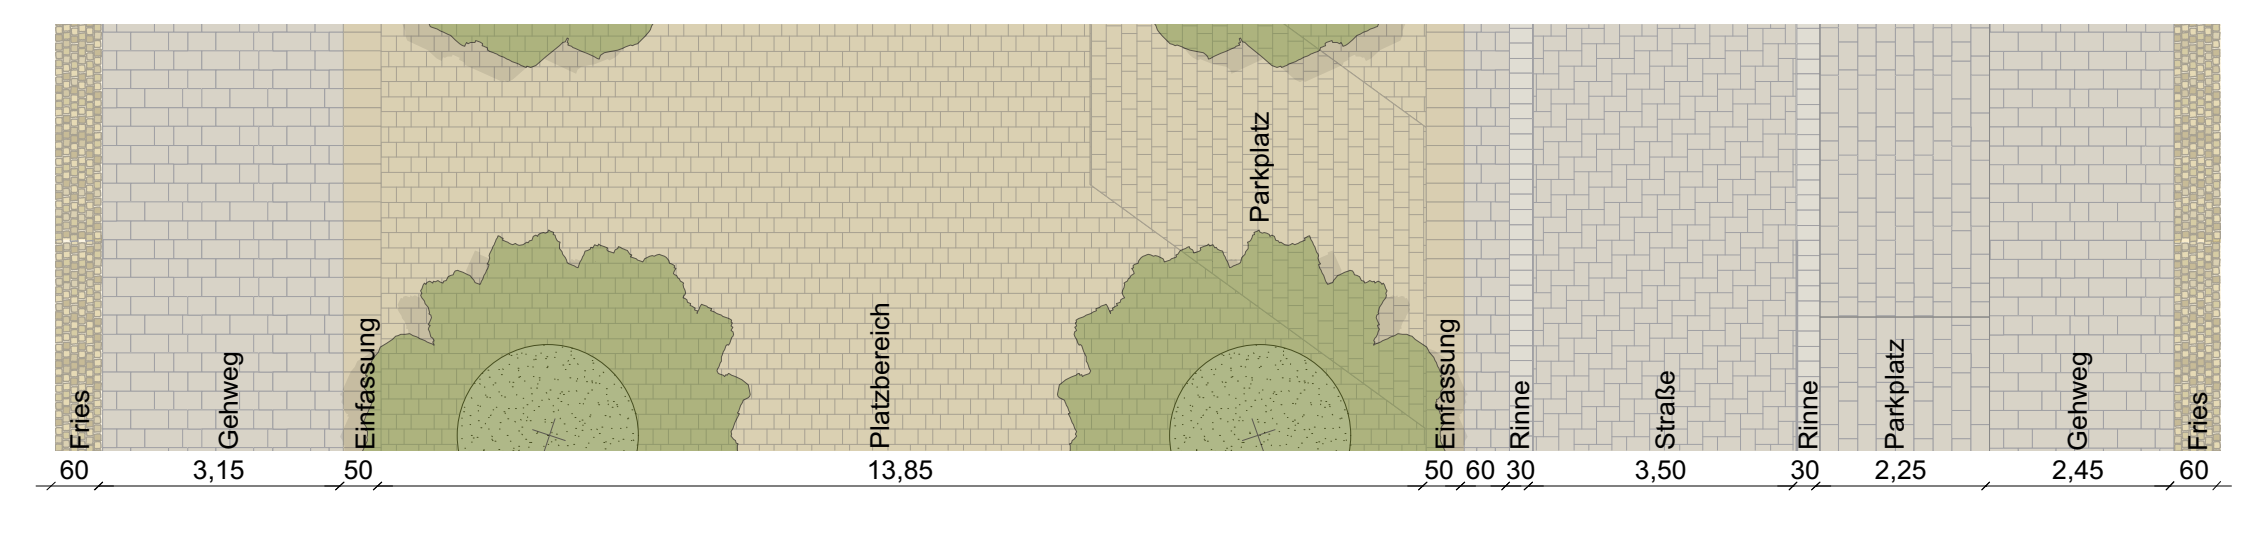 Parkplatz
Fries
Gehweg
Einfassung
Platzbereich
Einfassung
Rinne
Straße
Rinne
Parkplatz
Gehweg
Fries
60 3,15 50 13,85 50 60 30 3,50 30 2,25 2,45 60